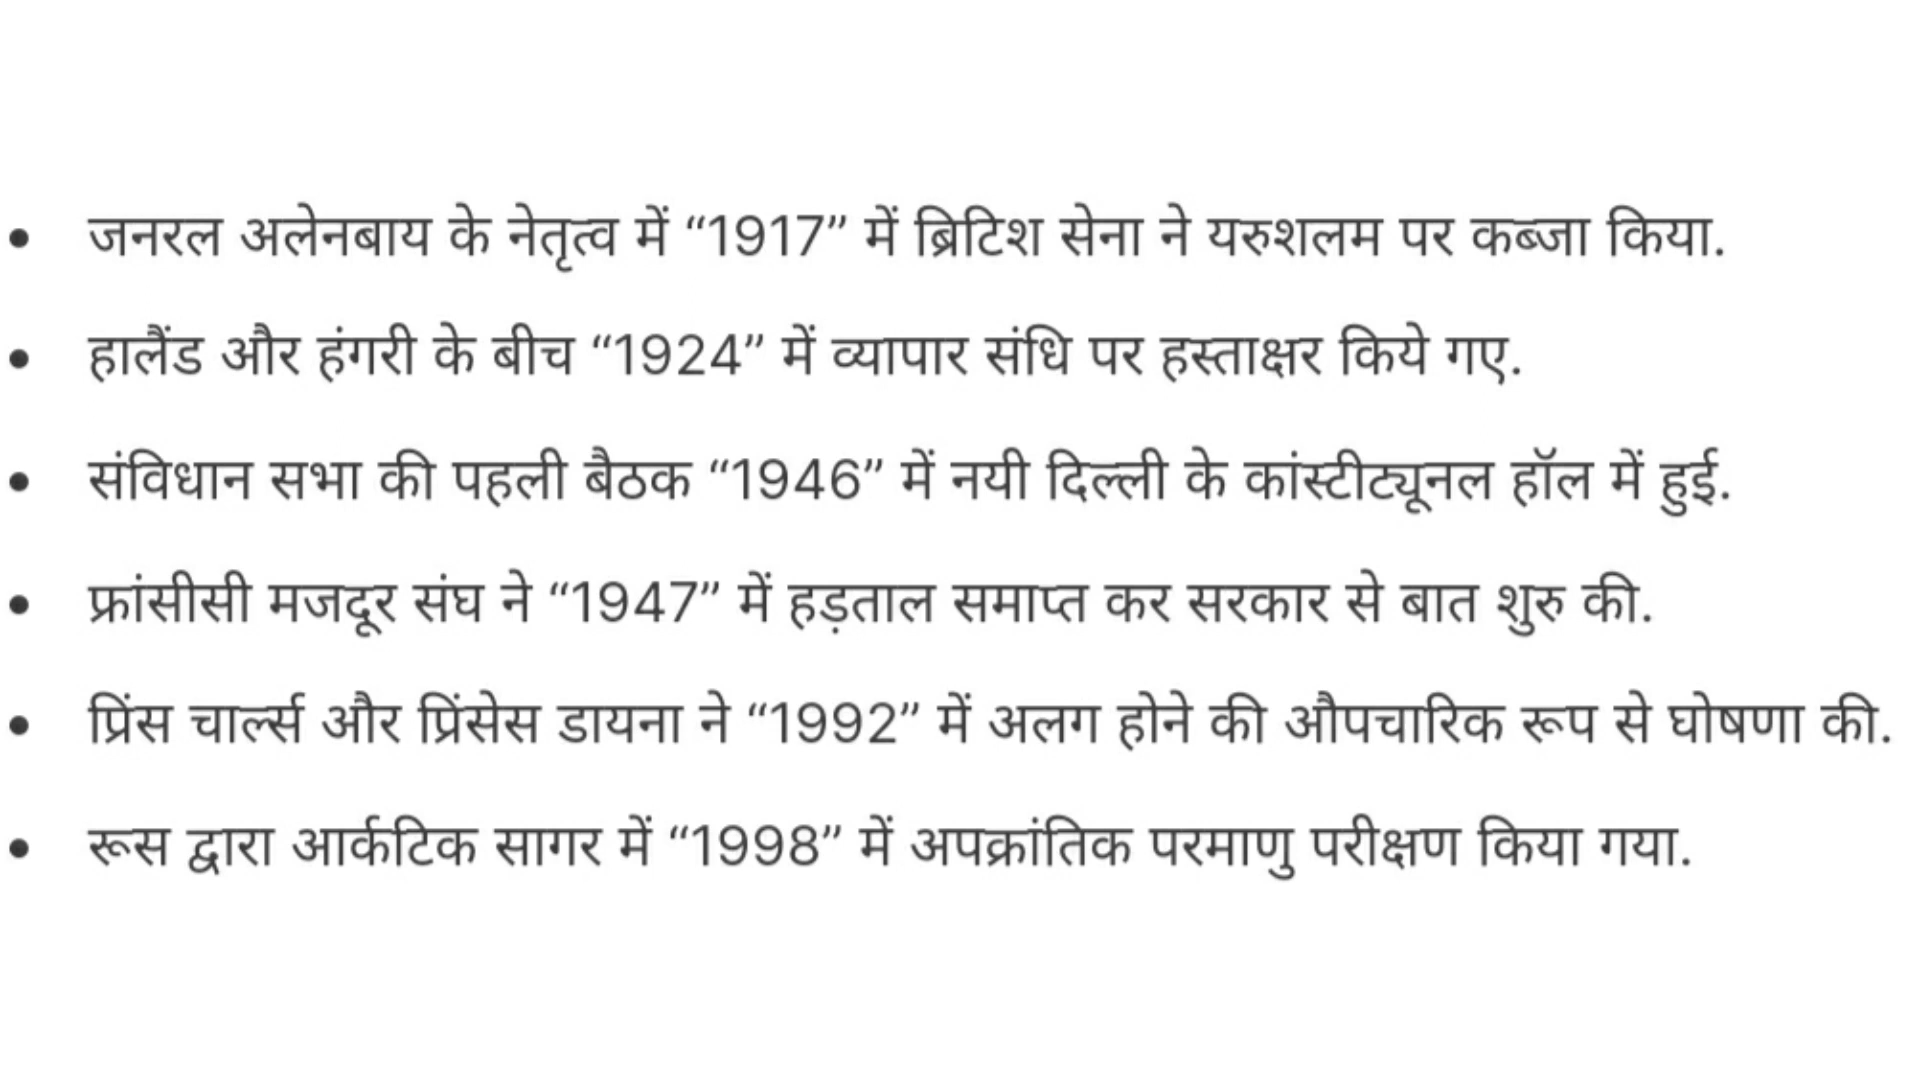 • जनरल अलेनबाय के नेतृत्व में “1917” में ब्रिटिश सेना ने यरुशलम पर कब्जा किया.
• हालैंड और हंगरी के बीच “1924” में व्यापार संधि पर हस्ताक्षर किये गए.
• संविधान सभा की पहली बैठक “1946” में नयी दिल्ली के कांस्टीट्यूनल हॉल में हुई.
• फ्रांसीसी मजदूर संघ ने “1947” में हड़ताल समाप्त कर सरकार से बात शुरु की.
• प्रिंस चार्ल्स और प्रिंसेस डायना ने “1992” में अलग होने की औपचारिक रूप से घोषणा की.
• रूस द्वारा आर्कटिक सागर में “1998” में अपक्रांतिक परमाणु परीक्षण किया गया.